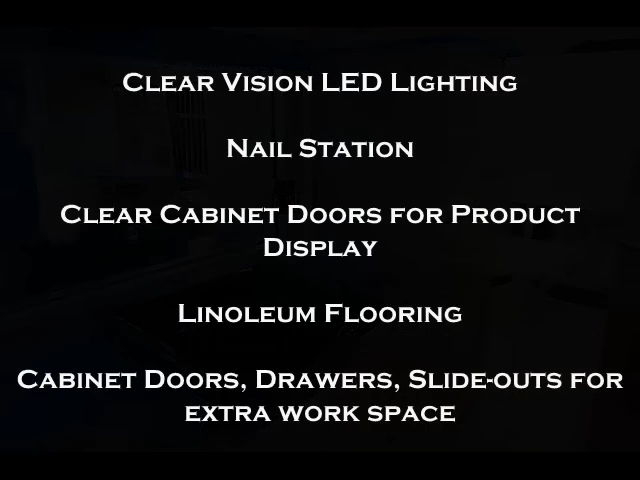 Clear Vision LED Lighting
Nail Station
Clear Cabinet Doors for Product
Display
Linoleum Flooring
Cabinet Doors, Drawers, Slide-outs for
extra work space